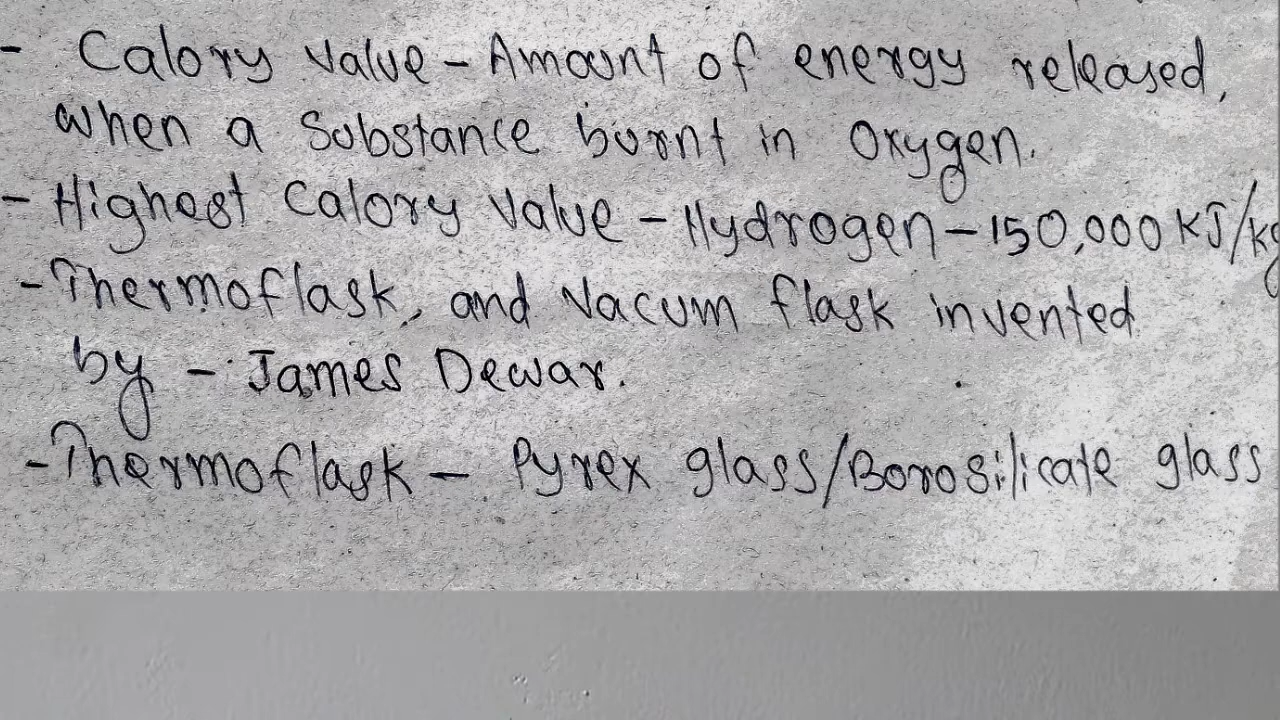 - Calory Value - Amount of energy released,
when a Substance burnt in Oxygen.
- Highest Calory Value - Hydrogen - 150,000 KJ/kg
- Thermoflask, and Vacum flask invented
by - James Dewar.
- Thermoflask - Pyrex glass/Borosilicate glass